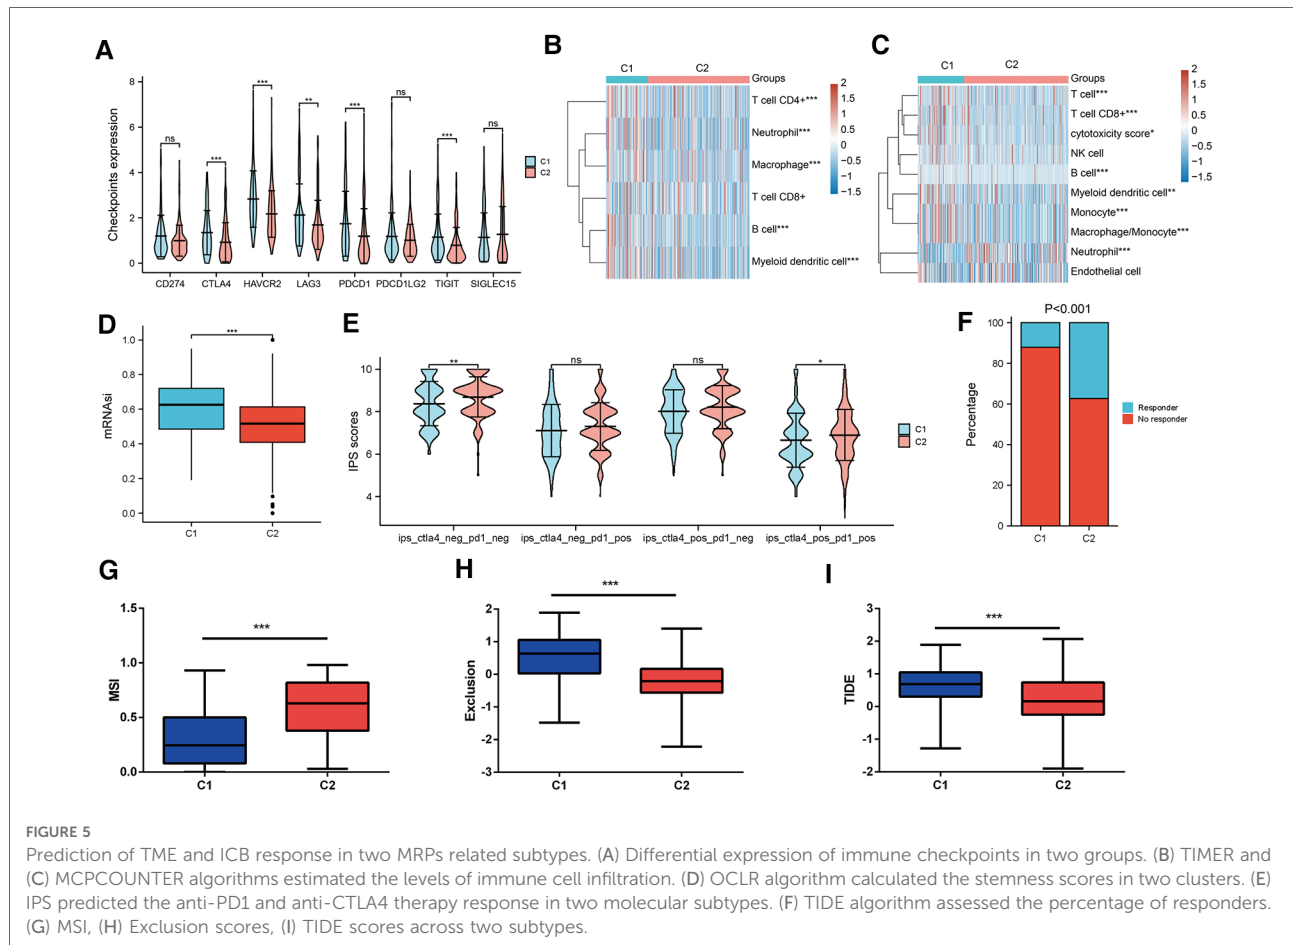 A
8
6
4
2
0
Checkpoints expression
ns
***
***
**
***
ns
***
ns
CD274
CTLA4
HAVCR2
LAG3
PDCD1
PDCD1LG2
TIGIT
SIGLEC15
C1
C2
B
C1
C2
Groups
T cell CD4+***
Neutrophil***
Macrophage***
T cell CD8+
B cell***
Myeloid dendritic cell***
2
1.5
1
0.5
0
−0.5
−1
−1.5
C
C1
C2
Groups
T cell***
T cell CD8+***
cytotoxicity score*
NK cell
B cell***
Myeloid dendritic cell**
Monocyte***
Macrophage/Monocyte***
Neutrophil***
Endothelial cell
2
1.5
1
0.5
0
−0.5
−1
−1.5
D
1.0
0.8
0.6
0.4
0.2
0.0
mRNAsi
***
C1
C2
E
10
8
6
4
IPS scores
**
ns
ns
*
ips_ctla4_neg_pd1_neg
ips_ctla4_neg_pd1_pos
ips_ctla4_pos_pd1_neg
ips_ctla4_pos_pd1_pos
C1
C2
F
P<0.001
100
80
60
40
20
0
Percentage
C1
C2
Responder
No responder
G
1.5
1.0
0.5
0.0
MSI
***
C1
C2
H
2
1
0
-1
-2
-3
Exclusion
***
C1
C2
I
3
2
1
0
-1
-2
TIDE
***
C1
C2
FIGURE 5
Prediction of TME and ICB response in two MRPs related subtypes. (A) Differential expression of immune checkpoints in two groups. (B) TIMER and
(C) MCPCOUNTER algorithms estimated the levels of immune cell infiltration. (D) OCLR algorithm calculated the stemness scores in two clusters. (E)
IPS predicted the anti-PD1 and anti-CTLA4 therapy response in two molecular subtypes. (F) TIDE algorithm assessed the percentage of responders.
(G) MSI, (H) Exclusion scores, (I) TIDE scores across two subtypes.